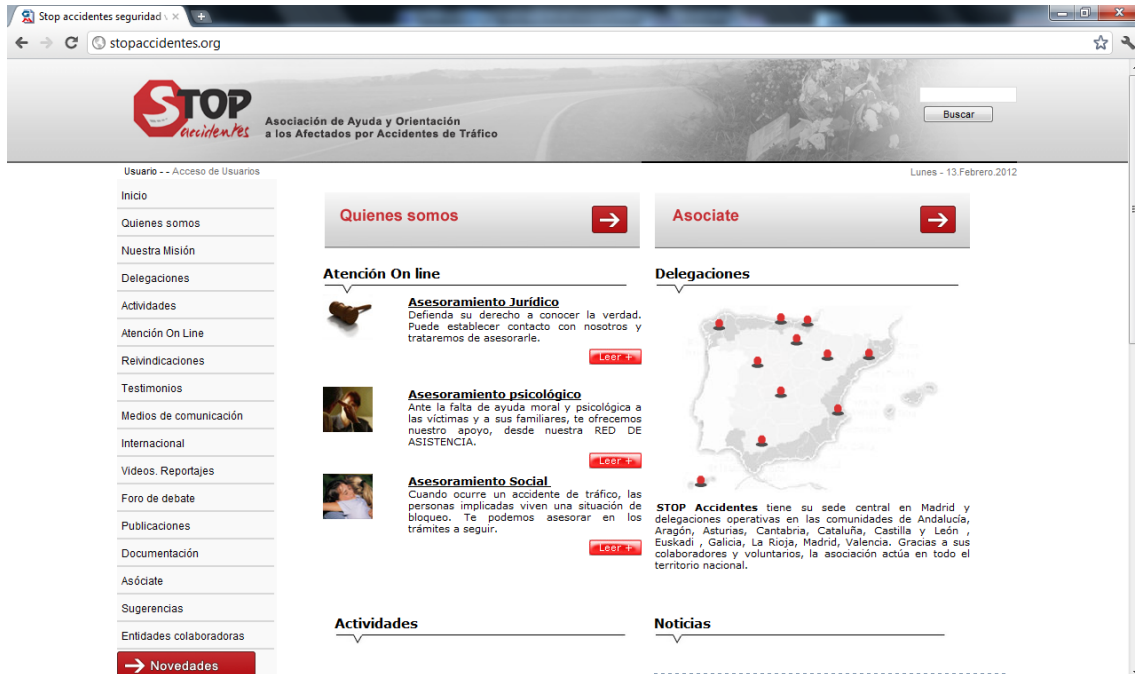 Stop accidentes seguridad v
stopaccidentes.org
STOP
accidentes
Asociación de Ayuda y Orientación
a los Afectados por Accidentes de Tráfico
Buscar
Usuario - - Acceso de Usuarios
Lunes - 13.Febrero.2012
Inicio
Quienes somos
Nuestra Misión
Delegaciones
Actividades
Atención On Line
Reivindicaciones
Testimonios
Medios de comunicación
Internacional
Videos. Reportajes
Foro de debate
Publicaciones
Documentación
Asóciate
Sugerencias
Entidades colaboradoras
Novedades
Quienes somos
Asociate
Atención On line
Asesoramiento Jurídico
Defienda su derecho a conocer la verdad.
Puede establecer contacto con nosotros y
trataremos de asesorarle.
Leer +
Asesoramiento psicológico
Ante la falta de ayuda moral y psicológica a
las víctimas y a sus familiares, te ofrecemos
nuestro apoyo, desde nuestra RED DE
ASISTENCIA.
Leer +
Asesoramiento Social
Cuando ocurre un accidente de tráfico, las
personas implicadas viven una situación de
bloqueo. Te podemos asesorar en los
trámites a seguir.
Leer +
Delegaciones
STOP Accidentes tiene su sede central en Madrid y
delegaciones operativas en las comunidades de Andalucía,
Aragón, Asturias, Cantabria, Cataluña, Castilla y León ,
Euskadi , Galicia, La Rioja, Madrid, Valencia. Gracias a sus
colaboradores y voluntarios, la asociación actúa en todo el
territorio nacional.
Actividades
Noticias